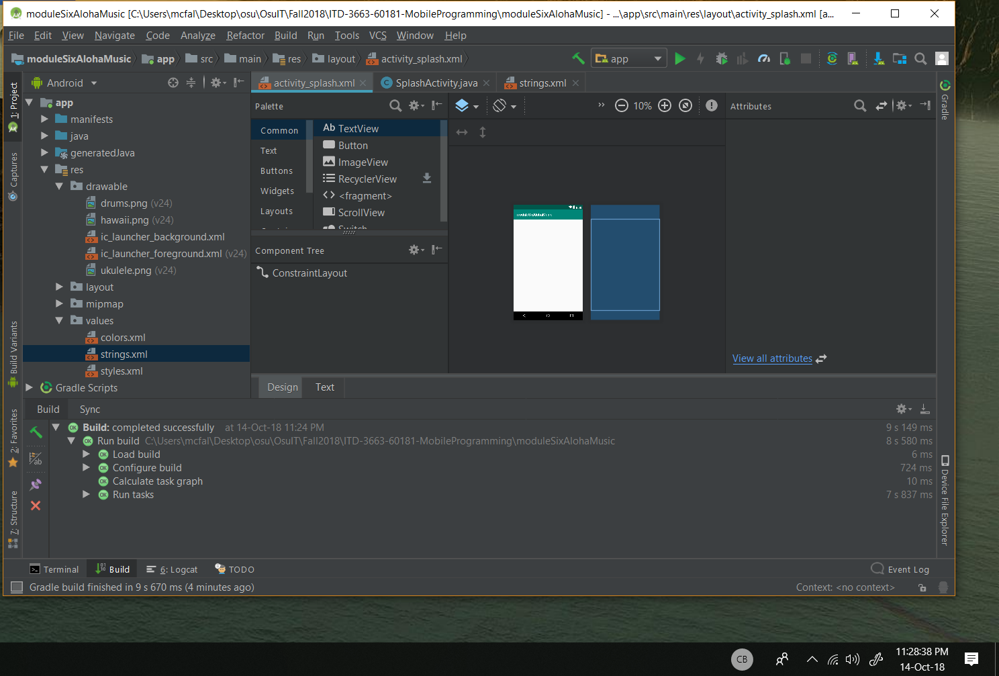 moduleSixAlohaMusic [C:\Users\mcfal\Desktop\osu\OsuIT\Fall2018\ITD-3663-60181-MobileProgramming\moduleSixAlohaMusic] - ...\app\src\main\res\layout\activity_splash.xml [a...
File Edit View Navigate Code Analyze Refactor Build Run Tools VCS Window Help
moduleSixAlohaMusic app src main res layout activity_splash.xml app
Android
activity_splash.xml SplashActivity.java strings.xml
1: Project
Captures
Build Variants
2: Favorites
7: Structure
app
manifests
java
generatedJava
res
drawable
drums.png (v24)
hawaii.png (v24)
ic_launcher_background.xml
ic_launcher_foreground.xml (v24)
ukulele.png (v24)
layout
mipmap
values
colors.xml
strings.xml
styles.xml
Gradle Scripts
Palette
Common
Text
Buttons
Widgets
Layouts
Ab TextView
Button
ImageView
RecyclerView
<fragment>
ScrollView
Switch
Component Tree
ConstraintLayout
10%
moduleSixAlohaMusic
Attributes
View all attributes
Gradle
Device File Explorer
Design Text
Build Sync
Build: completed successfully at 14-Oct-18 11:24 PM 9 s 149 ms
Run build C:\Users\mcfal\Desktop\osu\OsuIT\Fall2018\ITD-3663-60181-MobileProgramming\moduleSixAlohaMusic 8 s 580 ms
Load build 6 ms
Configure build 724 ms
Calculate task graph 10 ms
Run tasks 7 s 837 ms
Terminal Build 6: Logcat TODO Event Log
Gradle build finished in 9 s 670 ms (4 minutes ago) Context: <no context>
CB
11:28:38 PM
14-Oct-18